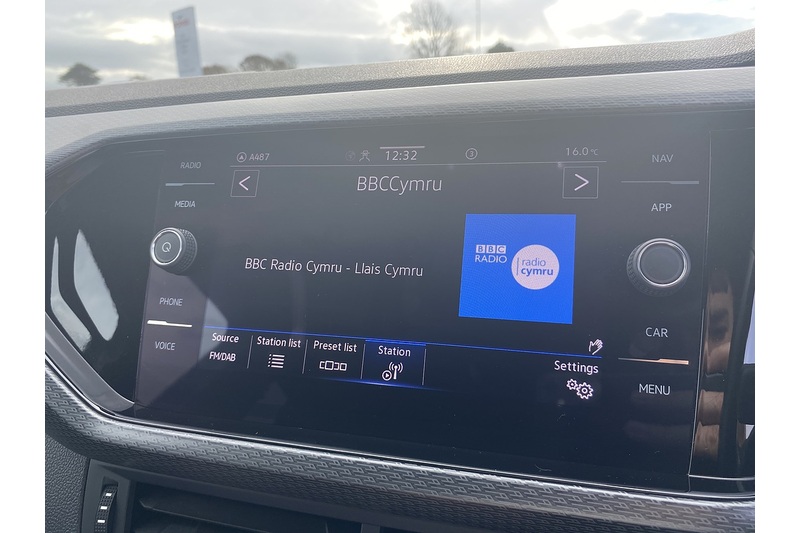 RADIO
MEDIA
PHONE
VOICE
A487
12:32
3
16.0°C
BBCCymru
BBC Radio Cymru - Llais Cymru
BBC
RADIO
radio
cymru
Source
FM/DAB
Station list
Preset list
Station
Settings
NAV
APP
CAR
MENU